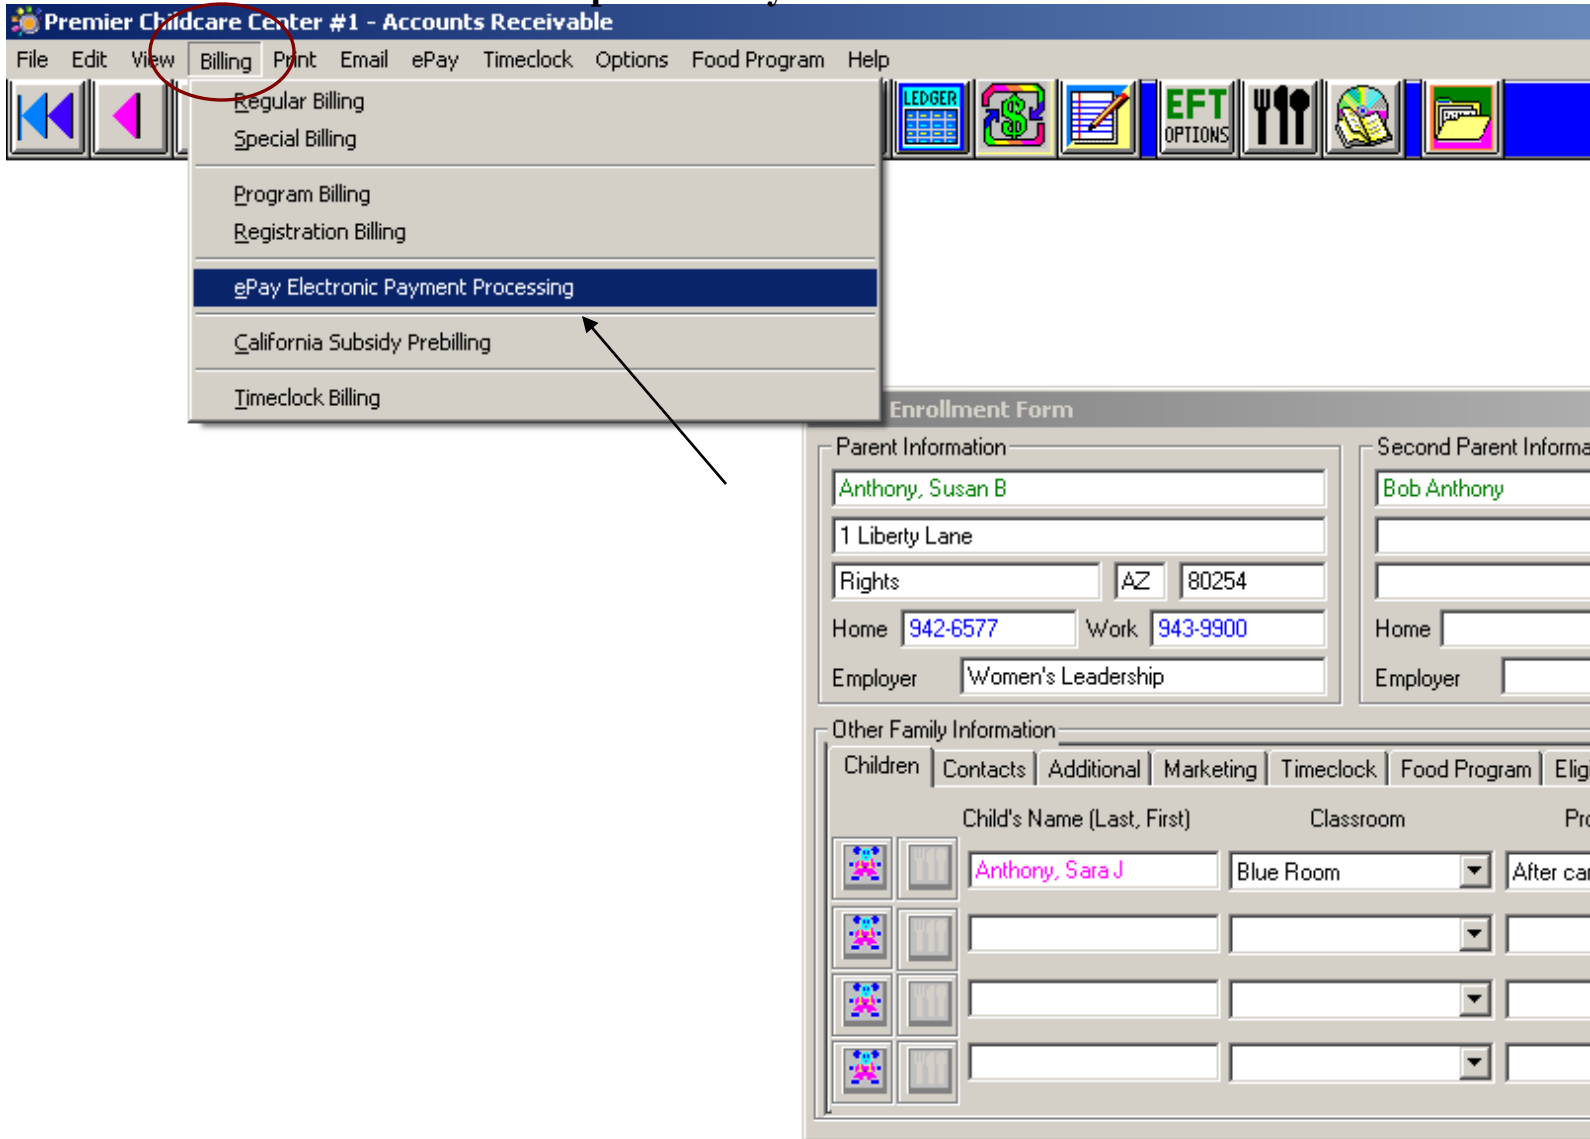 Premier Childcare Center #1 - Accounts Receivable
File Edit View Billing Print Email ePay Timeclock Options Food Program Help
LEDGER
EFT
OPTIONS
Regular Billing
Special Billing
Program Billing
Registration Billing
ePay Electronic Payment Processing
California Subsidy Prebilling
Timeclock Billing
Enrollment Form
Parent Information
Anthony, Susan B
1 Liberty Lane
Rights AZ 80254
Home 942-6577 Work 943-9900
Employer Women's Leadership
Second Parent Informa
Bob Anthony
Home
Employer
Other Family Information
Children Contacts Additional Marketing Timeclock Food Program Eligi
Child's Name (Last, First) Classroom Pro
Anthony, Sara J Blue Room After car